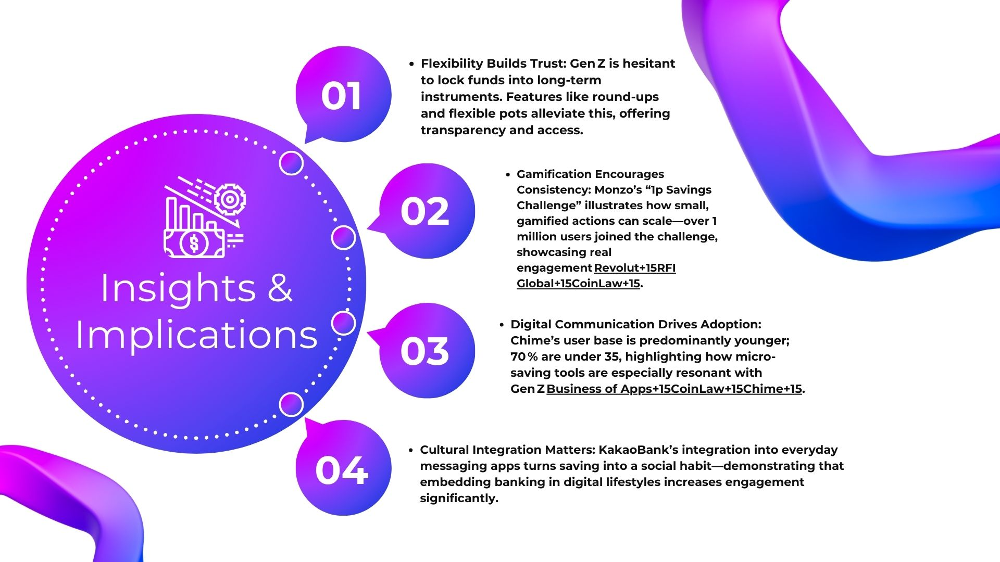 Insights &
Implications
01
• Flexibility Builds Trust: Gen Z is hesitant
to lock funds into long-term
instruments. Features like round-ups
and flexible pots alleviate this, offering
transparency and access.
02
• Gamification Encourages
Consistency: Monzo’s “1p Savings
Challenge” illustrates how small,
gamified actions can scale—over 1
million users joined the challenge,
showcasing real
engagement Revolut+15RFI
Global+15CoinLaw+15.
03
• Digital Communication Drives Adoption:
Chime’s user base is predominantly younger;
70 % are under 35, highlighting how micro-
saving tools are especially resonant with
Gen Z Business of Apps+15CoinLaw+15Chime+15.
04
• Cultural Integration Matters: KakaoBank’s integration into everyday
messaging apps turns saving into a social habit—demonstrating that
embedding banking in digital lifestyles increases engagement
significantly.